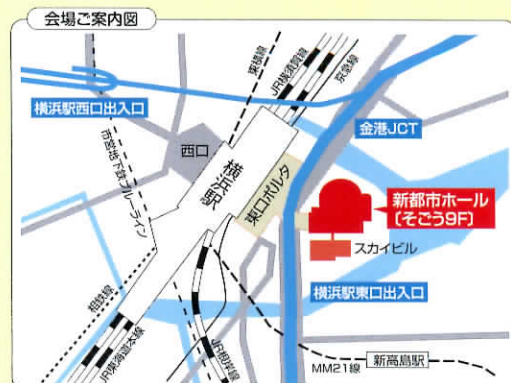 会場ご案内図
東横線
JR横須賀線
京急線
横浜駅西口出入口
金港JCT
西口
横浜駅
東口ポルタ
市営地下鉄ブルーライン
新都市ホール
(そごう9F)
スカイビル
横浜駅東口出入口
相鉄線
JR東海道本線
JR根岸線
MM21線
新高島駅